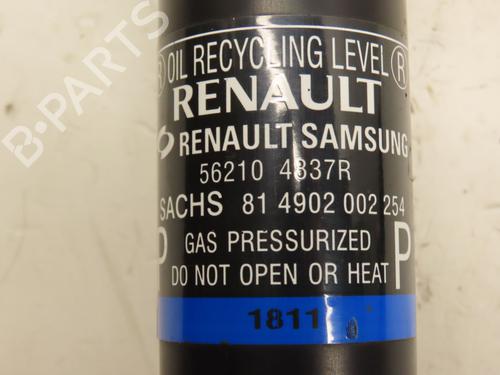 B-PARTS
R OIL RECYCLING LEVEL R
RENAULT
RENAULT SAMSUNG
56210 4337R
SACHS 81 4902 002 254
P GAS PRESSURIZED P
DO NOT OPEN OR HEAT
1811